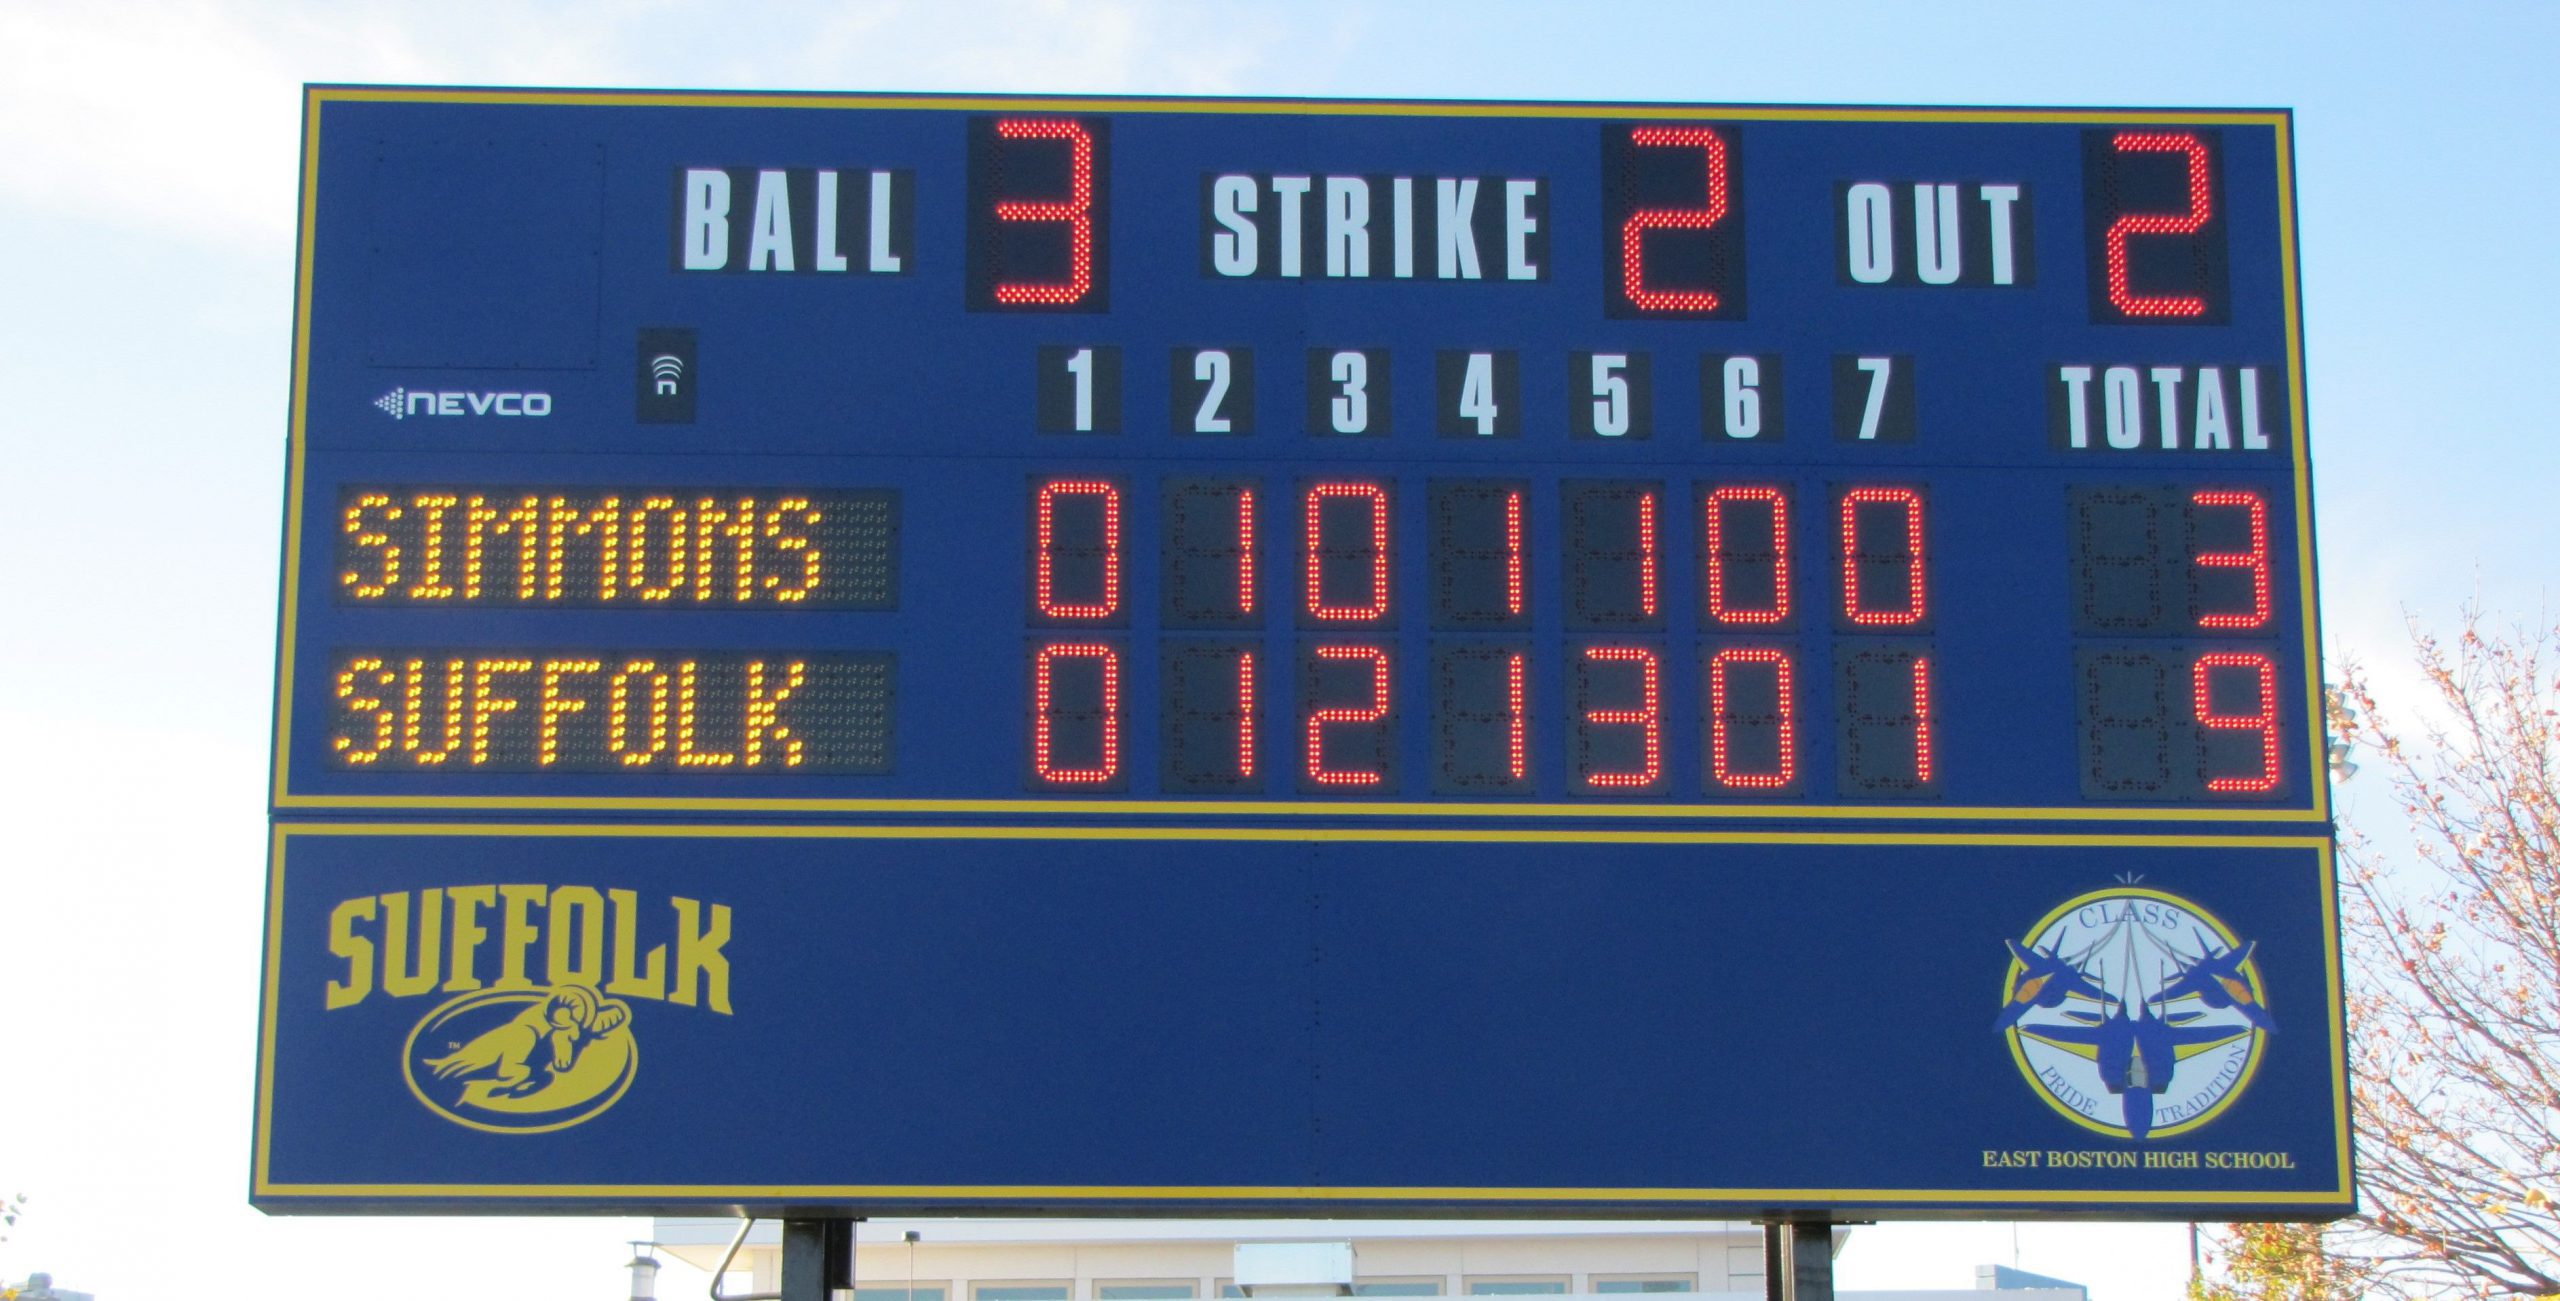 BALL 3 STRIKE 2 OUT 2
NEVCO n 1 2 3 4 5 6 7 TOTAL
SIMMONS 0 1 0 1 1 0 0 3
SUFFOLK 0 1 2 1 3 0 1 9
SUFFOLK
TM
CLASS
PRIDE TRADITION
EAST BOSTON HIGH SCHOOL